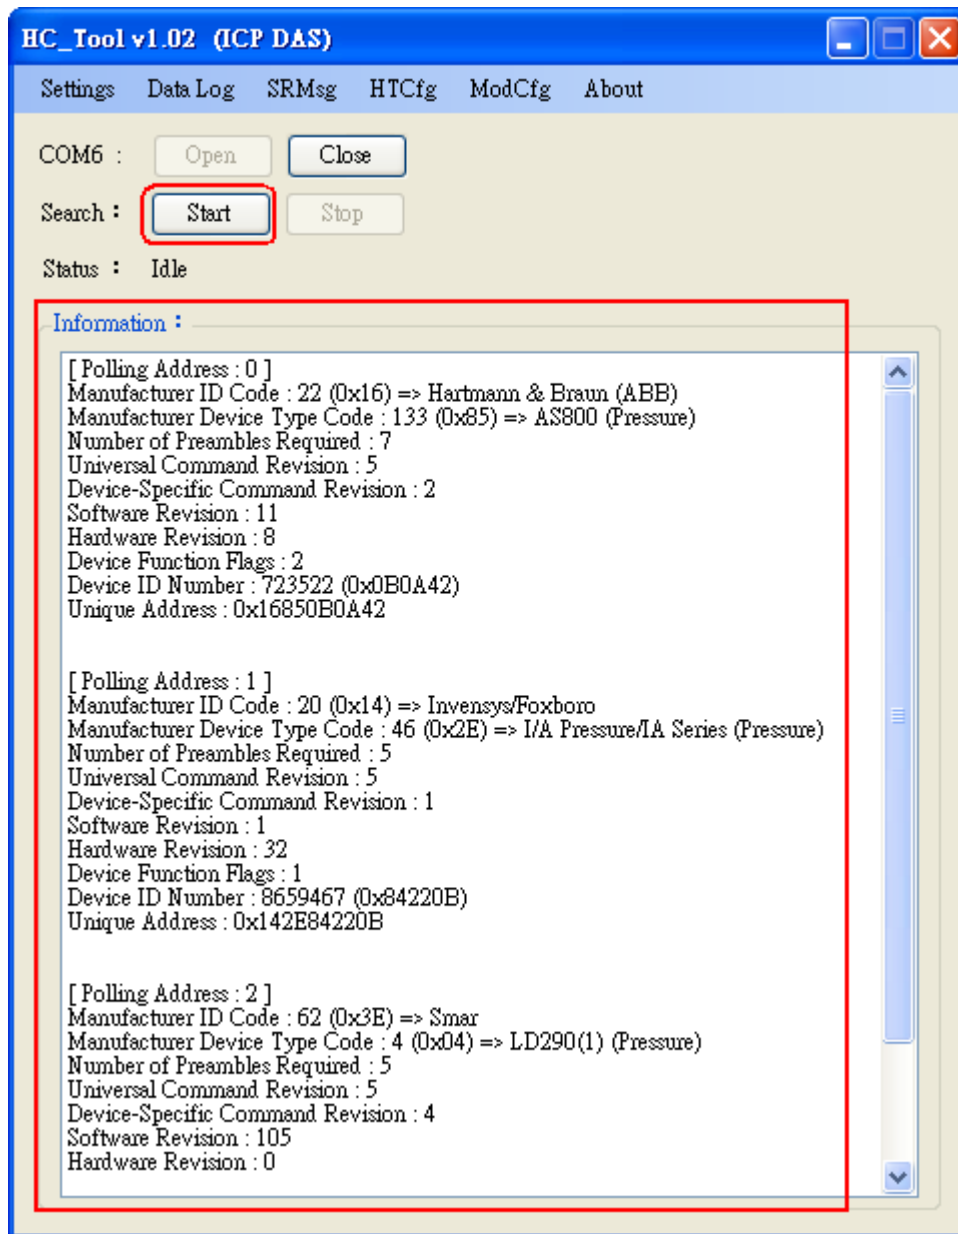 HC_Tool v1.02 (ICP DAS)
Settings Data Log SRMsg HTCfg ModCfg About
COM6 : Open Close
Search : Start Stop
Status : Idle
Information :
[ Polling Address : 0 ]
Manufacturer ID Code : 22 (0x16) => Hartmann & Braun (ABB)
Manufacturer Device Type Code : 133 (0x85) => AS800 (Pressure)
Number of Preambles Required : 7
Universal Command Revision : 5
Device-Specific Command Revision : 2
Software Revision : 11
Hardware Revision : 8
Device Function Flags : 2
Device ID Number : 723522 (0x0B0A42)
Unique Address : 0x16850B0A42
[ Polling Address : 1 ]
Manufacturer ID Code : 20 (0x14) => Invensys/Foxboro
Manufacturer Device Type Code : 46 (0x2E) => I/A Pressure/IA Series (Pressure)
Number of Preambles Required : 5
Universal Command Revision : 5
Device-Specific Command Revision : 1
Software Revision : 1
Hardware Revision : 32
Device Function Flags : 1
Device ID Number : 8659467 (0x84220B)
Unique Address : 0x142E84220B
[ Polling Address : 2 ]
Manufacturer ID Code : 62 (0x3E) => Smar
Manufacturer Device Type Code : 4 (0x04) => LD290(1) (Pressure)
Number of Preambles Required : 5
Universal Command Revision : 5
Device-Specific Command Revision : 4
Software Revision : 105
Hardware Revision : 0